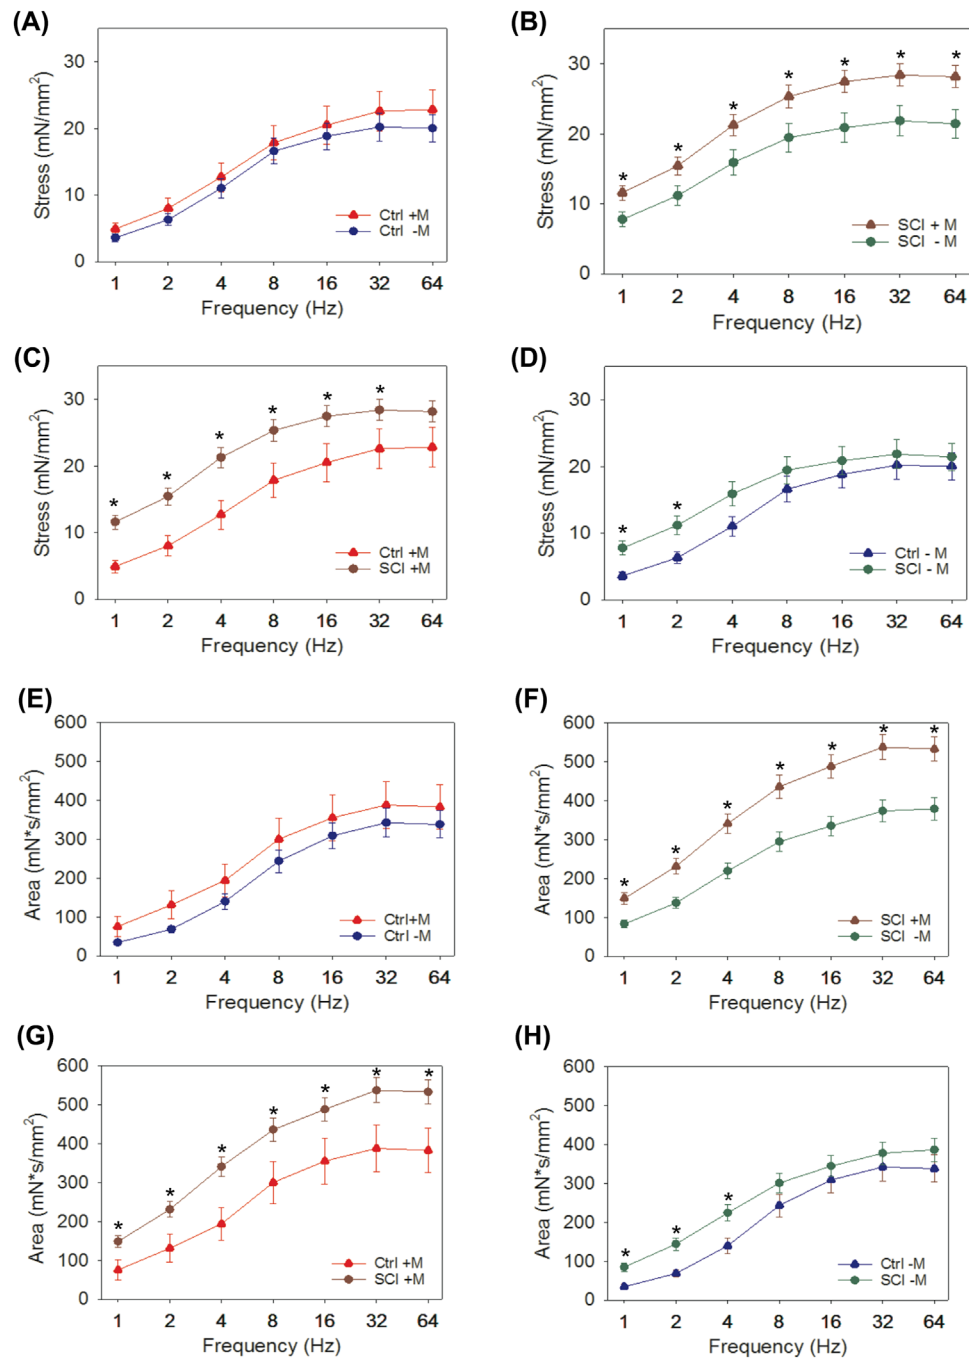 (A)
30
20
10
0
Stress (mN/mm²)
Ctrl +M
Ctrl -M
1 2 4 8 16 32 64
Frequency (Hz)
(B)
30
20
10
0
Stress (mN/mm²)
* * * * * * *
SCI + M
SCI - M
1 2 4 8 16 32 64
Frequency (Hz)
(C)
30
20
10
0
Stress (mN/mm²)
* * * * * *
Ctrl +M
SCI +M
1 2 4 8 16 32 64
Frequency (Hz)
(D)
30
20
10
0
Stress (mN/mm²)
* *
Ctrl - M
SCI - M
1 2 4 8 16 32 64
Frequency (Hz)
(E)
600
500
400
300
200
100
0
Area (mN*s/mm²)
Ctrl+M
Ctrl -M
1 2 4 8 16 32 64
Frequency (Hz)
(F)
600
500
400
300
200
100
0
Area (mN*s/mm²)
* * * * * * *
SCI +M
SCI -M
1 2 4 8 16 32 64
Frequency (Hz)
(G)
600
500
400
300
200
100
0
Area (mN*s/mm²)
* * * * * * *
Ctrl +M
SCI +M
1 2 4 8 16 32 64
Frequency (Hz)
(H)
600
500
400
300
200
100
0
Area (mN*s/mm²)
* * *
Ctrl -M
SCI -M
1 2 4 8 16 32 64
Frequency (Hz)